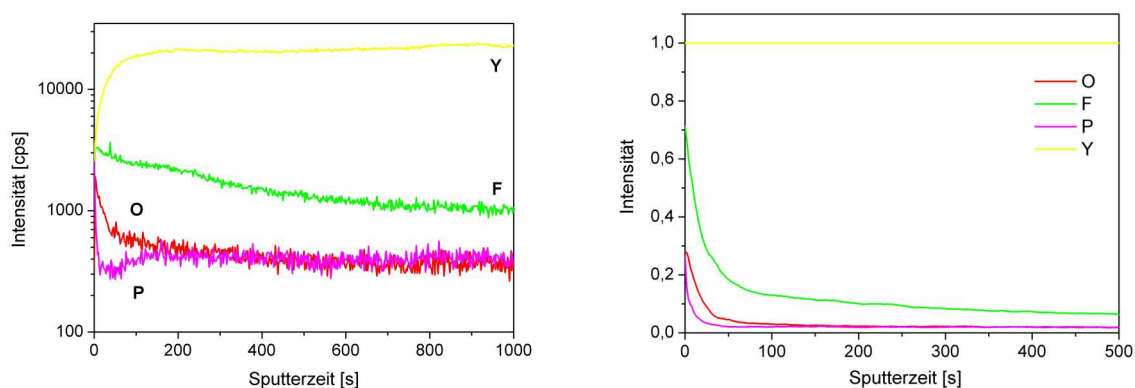 Intensität [cps]
10000
1000
100
Y
F
O
P
0
200
400
600
800
1000
Sputterzeit [s]
Intensität
1,0
0,8
0,6
0,4
0,2
0,0
O
F
P
Y
0
100
200
300
400
500
Sputterzeit [s]